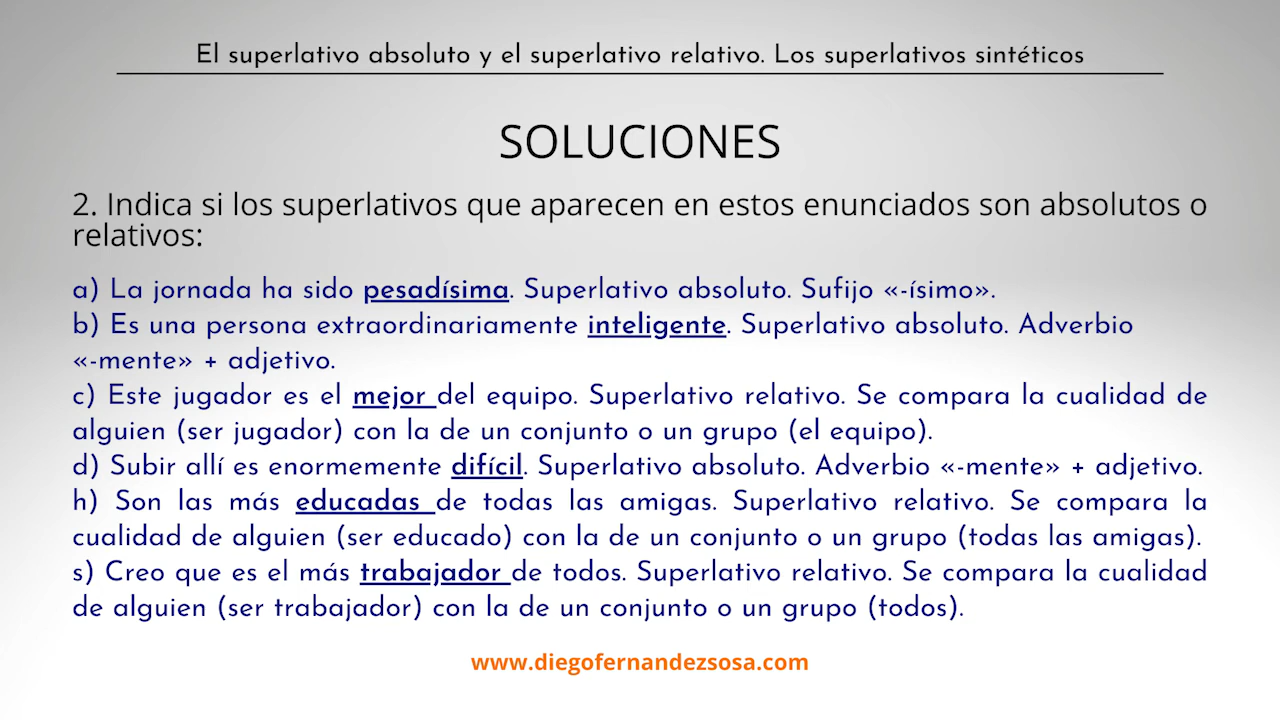 El superlativo absoluto y el superlativo relativo. Los superlativos sintéticos
SOLUCIONES
2. Indica si los superlativos que aparecen en estos enunciados son absolutos o
relativos:
a) La jornada ha sido pesadísima. Superlativo absoluto. Sufijo «-ísimo».
b) Es una persona extraordinariamente inteligente. Superlativo absoluto. Adverbio
«-mente» + adjetivo.
c) Este jugador es el mejor del equipo. Superlativo relativo. Se compara la cualidad de
alguien (ser jugador) con la de un conjunto o un grupo (el equipo).
d) Subir allí es enormemente difícil. Superlativo absoluto. Adverbio «-mente» + adjetivo.
h) Son las más educadas de todas las amigas. Superlativo relativo. Se compara la
cualidad de alguien (ser educado) con la de un conjunto o un grupo (todas las amigas).
s) Creo que es el más trabajador de todos. Superlativo relativo. Se compara la cualidad
de alguien (ser trabajador) con la de un conjunto o un grupo (todos).
www.diegofernandezsosa.com